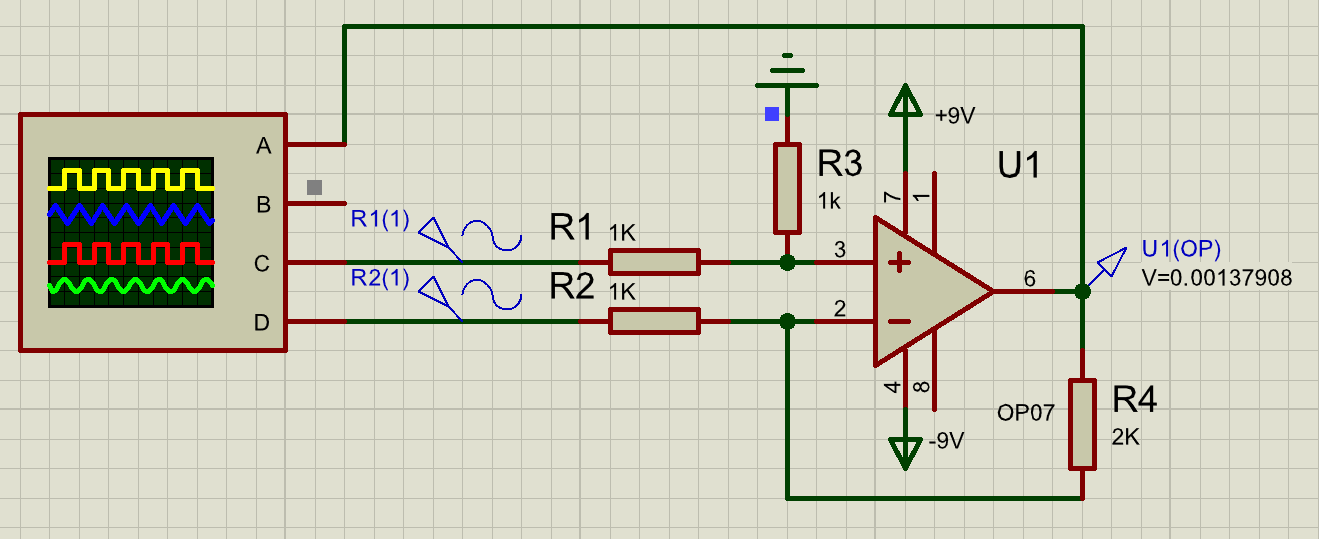 A
B
C
D
R1(1)
R2(1)
R1
1K
R2
1K
R3
1k
+9V
U1
7
1
3
2
6
4
8
U1(OP)
V=0.00137908
OP07
-9V
R4
2K